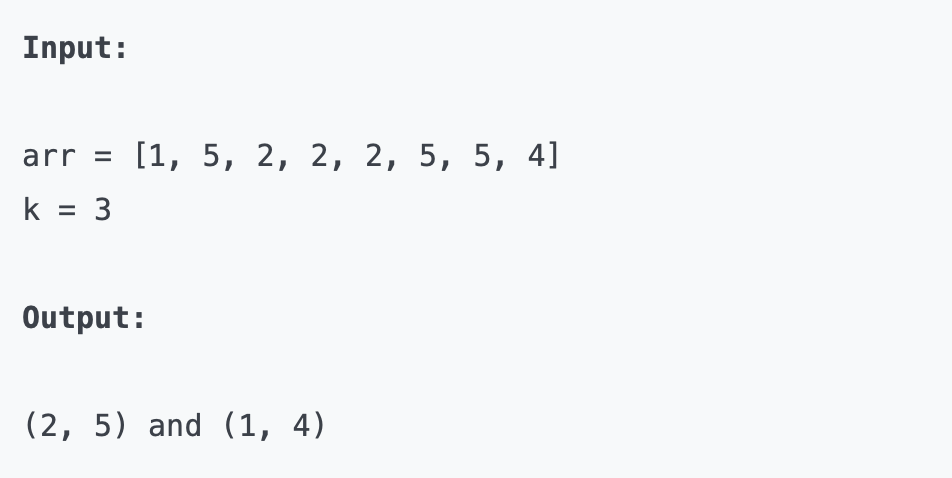 Input:
arr = [1, 5, 2, 2, 2, 5, 5, 4]
k = 3
Output:
(2, 5) and (1, 4)